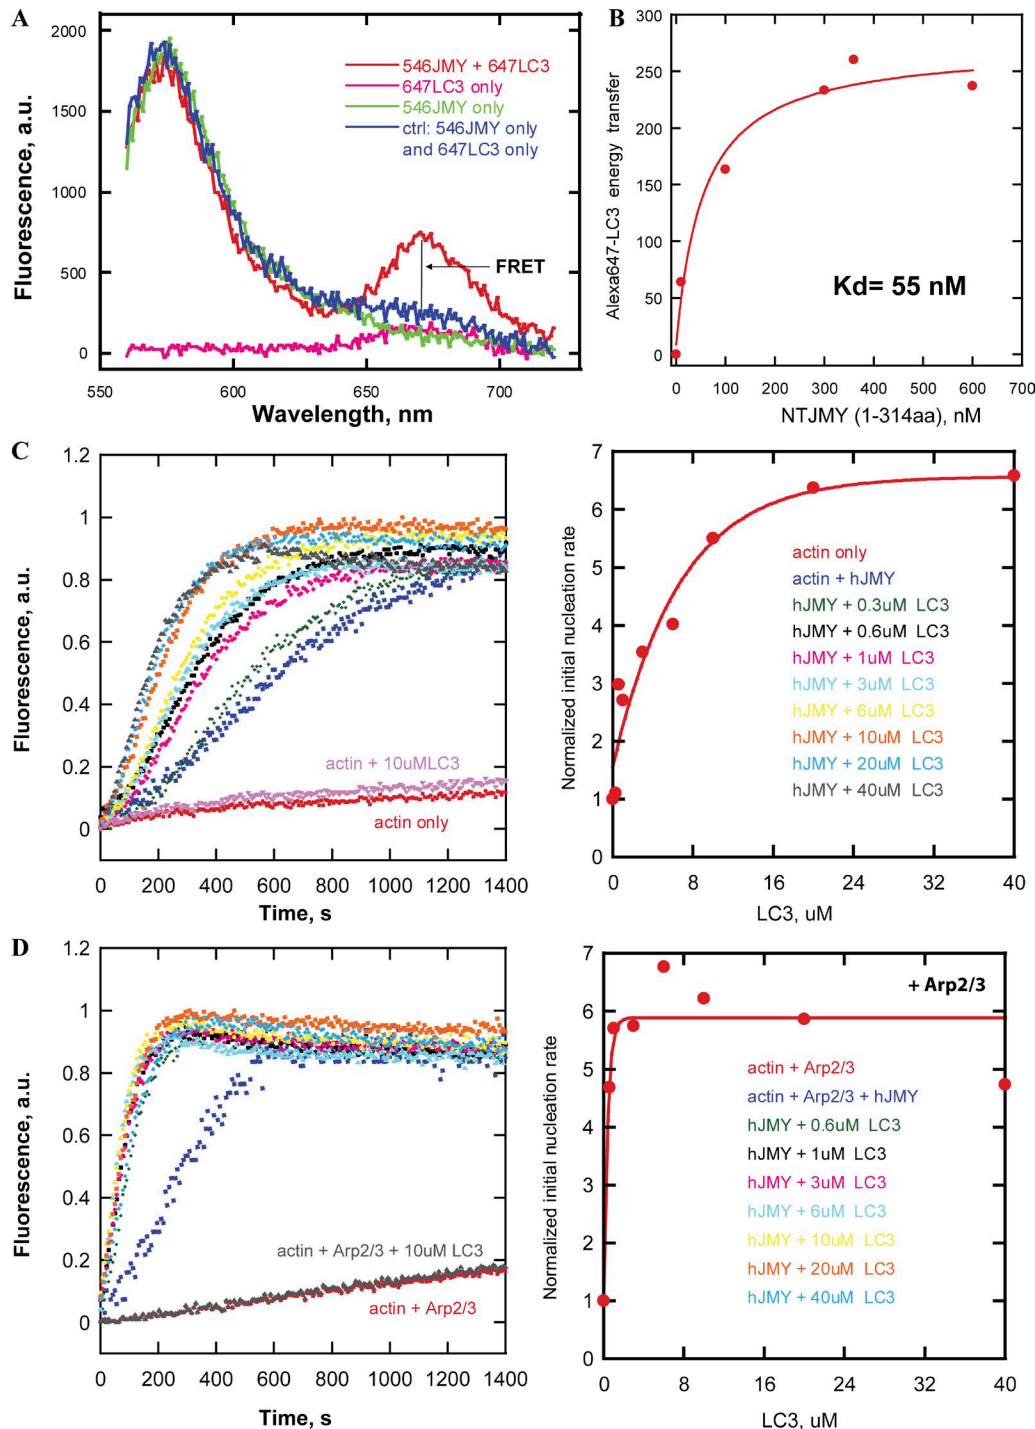 A
2000
1500
1000
500
0
Fluorescence, a.u.
546JMY + 647LC3
647LC3 only
546JMY only
ctrl: 546JMY only
and 647LC3 only
FRET
550
600
650
700
Wavelength, nm
B
300
250
200
150
100
50
0
Alexa647-LC3 energy transfer
Kd= 55 nM
0
100
200
300
400
500
600
700
NTJMY (1-314aa), nM
C
1.2
1
0.8
0.6
0.4
0.2
0
Fluorescence, a.u.
actin + 10uMLC3
actin only
0
200
400
600
800
1000
1200
1400
Time, s
7
6
5
4
3
2
1
0
Normalized initial nucleation rate
actin only
actin + hJMY
hJMY + 0.3uM LC3
hJMY + 0.6uM LC3
hJMY + 1uM LC3
hJMY + 3uM LC3
hJMY + 6uM LC3
hJMY + 10uM LC3
hJMY + 20uM LC3
hJMY + 40uM LC3
0
8
16
24
32
40
LC3, uM
D
1.2
1
0.8
0.6
0.4
0.2
0
Fluorescence, a.u.
actin + Arp2/3 + 10uM LC3
actin + Arp2/3
0
200
400
600
800
1000
1200
1400
Time, s
7
6
5
4
3
2
1
0
Normalized initial nucleation rate
+ Arp2/3
actin + Arp2/3
actin + Arp2/3 + hJMY
hJMY + 0.6uM LC3
hJMY + 1uM LC3
hJMY + 3uM LC3
hJMY + 6uM LC3
hJMY + 10uM LC3
hJMY + 20uM LC3
hJMY + 40uM LC3
0
8
16
24
32
40
LC3, uM